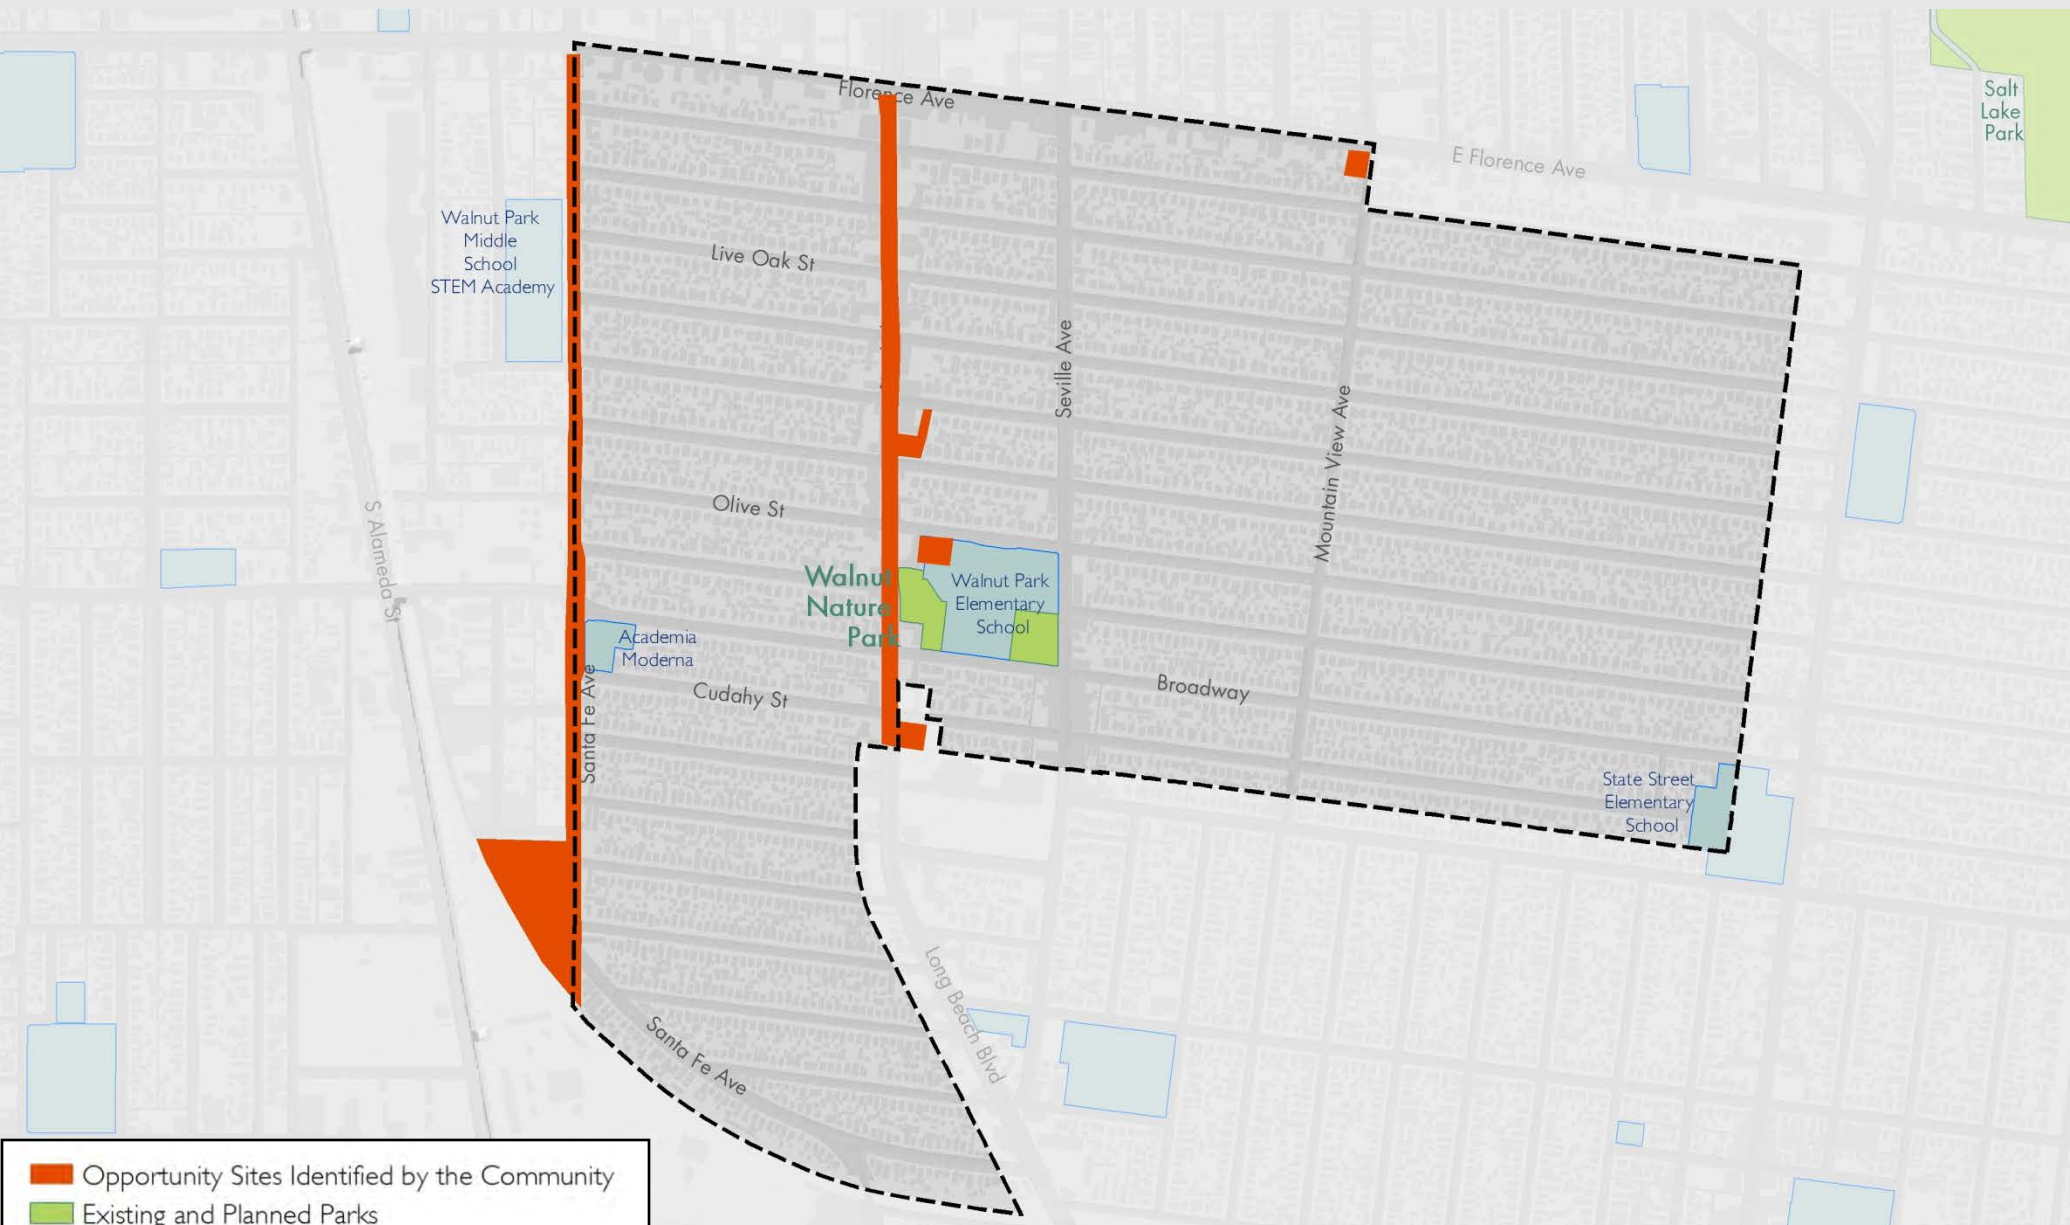 Florence Ave
Salt
Lake
Park
E Florence Ave
Walnut Park
Middle
School
STEM Academy
Live Oak St
Seville Ave
Mountain View Ave
S Alameda St
Olive St
Walnut
Nature
Park
Walnut Park
Elementary
School
Academia
Moderna
Santa Fe Ave
Cudahy St
Broadway
State Street
Elementary
School
Long Beach Blvd
Santa Fe Ave
Opportunity Sites Identified by the Community
Existing and Planned Parks